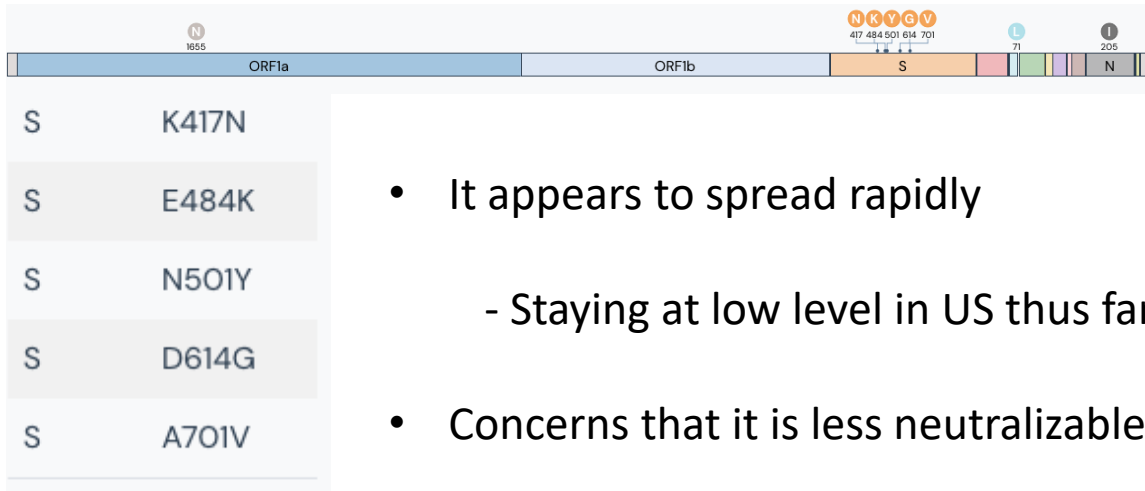 N K Y G V
417 484 501 614 701
N
1655
L
71
I
205
ORF1a ORF1b S N
S K417N
S E484K
S N501Y
S D614G
S A701V
• It appears to spread rapidly
- Staying at low level in US thus far
• Concerns that it is less neutralizable